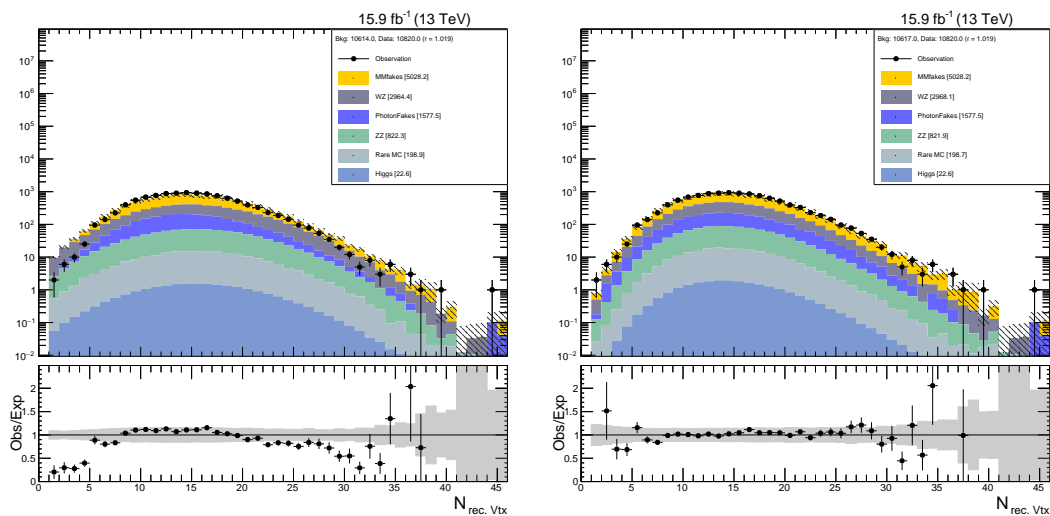 15.9 fb⁻¹ (13 TeV)
Bkg: 10614.0, Data: 10820.0 (r = 1.019)
Observation
MMfakes [5028.2]
WZ [2964.4]
PhotonFakes [1577.5]
ZZ [822.3]
Rare MC [198.9]
Higgs [22.6]
10⁷
10⁶
10⁵
10⁴
10³
10²
10
1
10⁻¹
10⁻²
Obs/Exp
2
1.5
1
0.5
0
0 5 10 15 20 25 30 35 40 45
N rec. Vtx
15.9 fb⁻¹ (13 TeV)
Bkg: 10617.0, Data: 10820.0 (r = 1.019)
Observation
MMfakes [5028.2]
WZ [2968.1]
PhotonFakes [1577.5]
ZZ [821.9]
Rare MC [198.7]
Higgs [22.6]
10⁷
10⁶
10⁵
10⁴
10³
10²
10
1
10⁻¹
10⁻²
Obs/Exp
2
1.5
1
0.5
0
0 5 10 15 20 25 30 35 40 45
N rec. Vtx